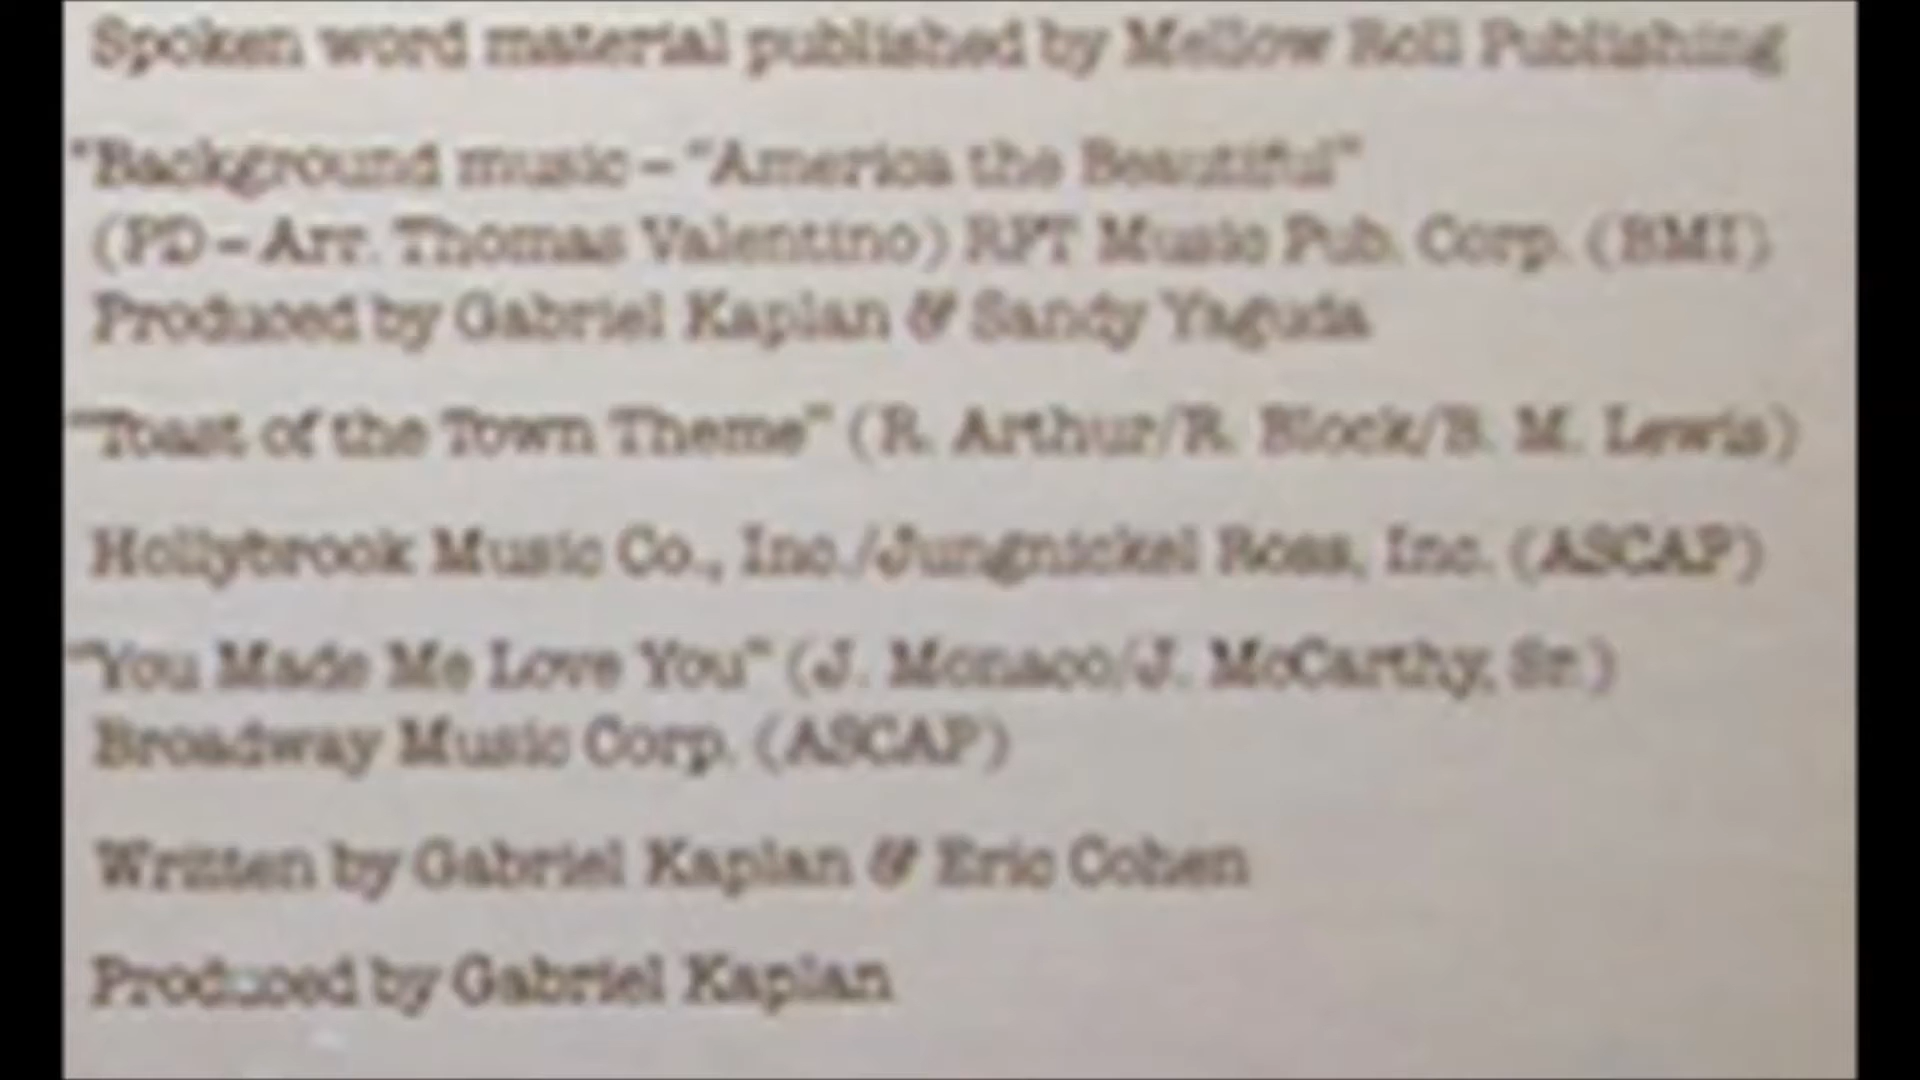 Spoken word material published by Mellow Roll Publishing
"Background music – "America the Beautiful"
(PD – Arr. Thomas Valentino) RFT Music Pub. Corp. (BMI)
Produced by Gabriel Kaplan & Sandy Yaguda
"Toast of the Town Theme" (R. Arthur/R. Block/B. M. Lewis)
Hollybrook Music Co., Inc./Jungnickel Ross, Inc. (ASCAP)
"You Made Me Love You" (J. Monaco/J. McCarthy, Sr.)
Broadway Music Corp. (ASCAP)
Written by Gabriel Kaplan & Eric Cohen
Produced by Gabriel Kaplan